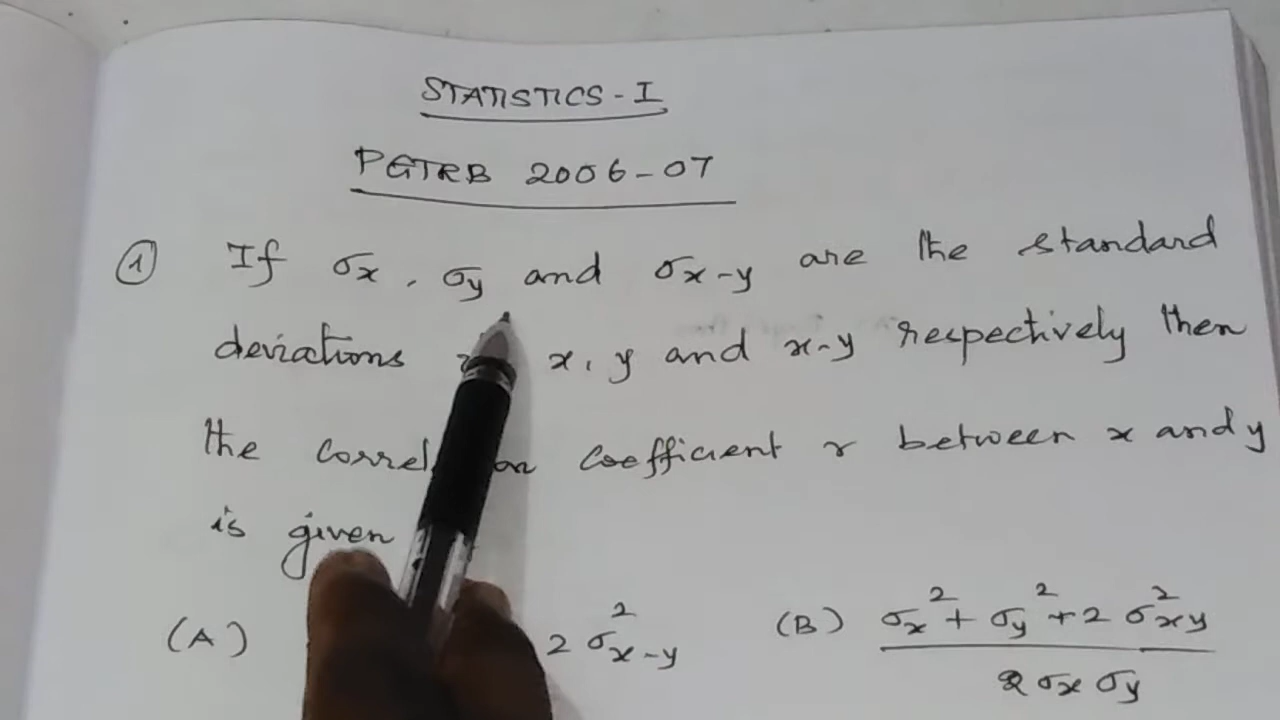 STATISTICS - I
PGTRB 2006-07
① If σx, σy and σx-y are the standard
deviations x, y and x-y respectively then
the coefficient r between x and y
is given
(A) 2 σ²x-y (B) (σx² + σy² + 2 σ²xy) / (2 σx σy)